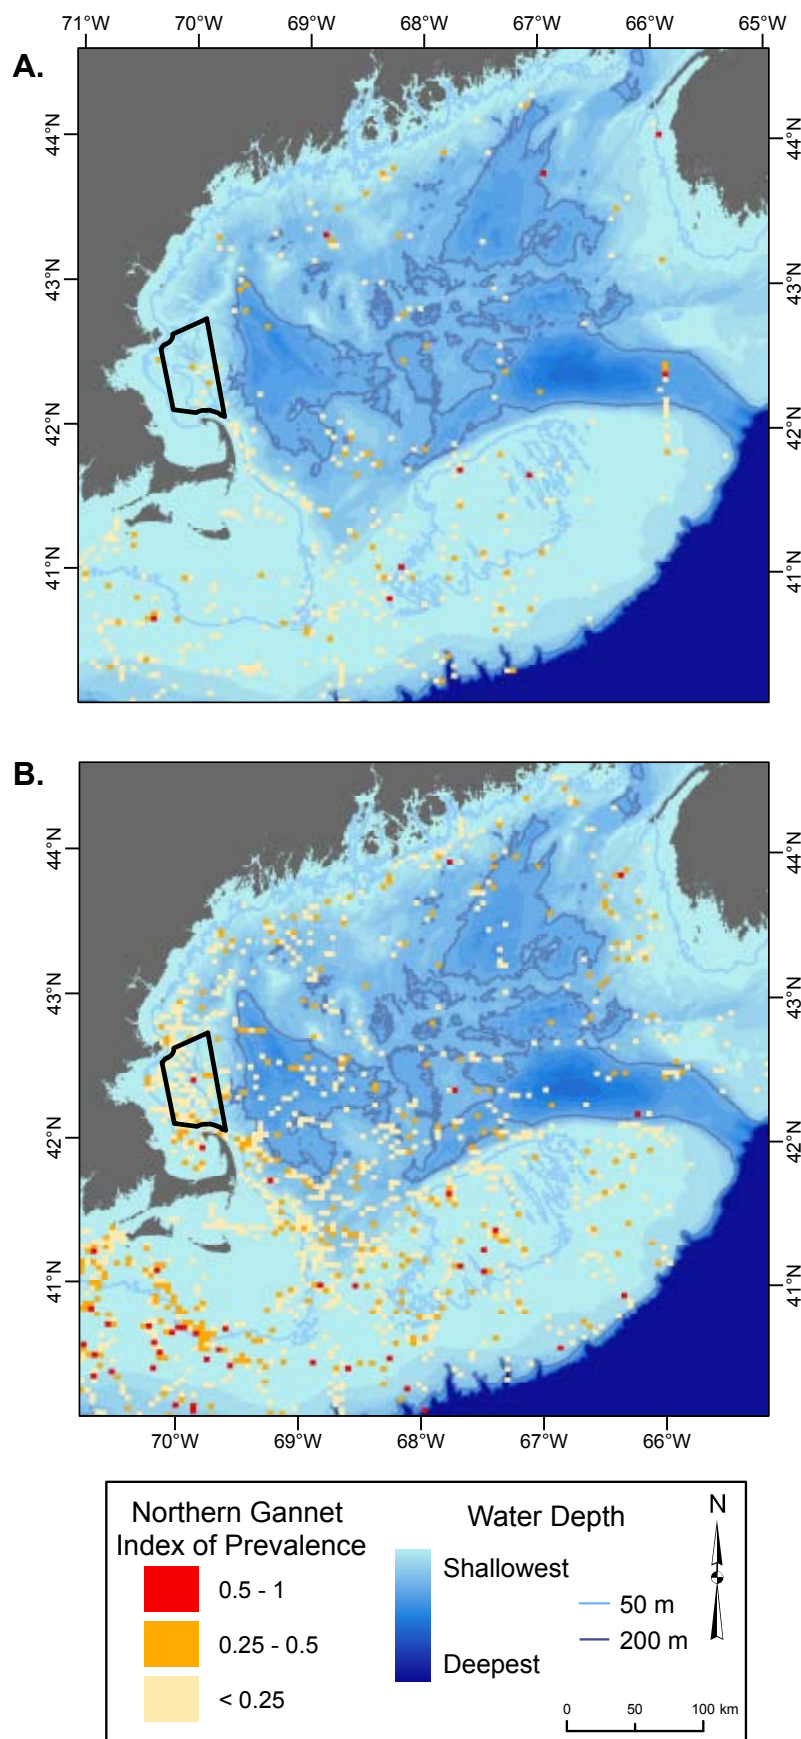 71°W 70°W 69°W 68°W 67°W 66°W 65°W
A.
44°N 44°N
43°N 43°N
42°N 42°N
41°N 41°N
B.
44°N 44°N
43°N 43°N
42°N 42°N
41°N 41°N
70°W 69°W 68°W 67°W 66°W
Northern Gannet
Index of Prevalence
0.5 - 1
0.25 - 0.5
< 0.25
Water Depth
Shallowest
Deepest
50 m
200 m
N
0 50 100 km